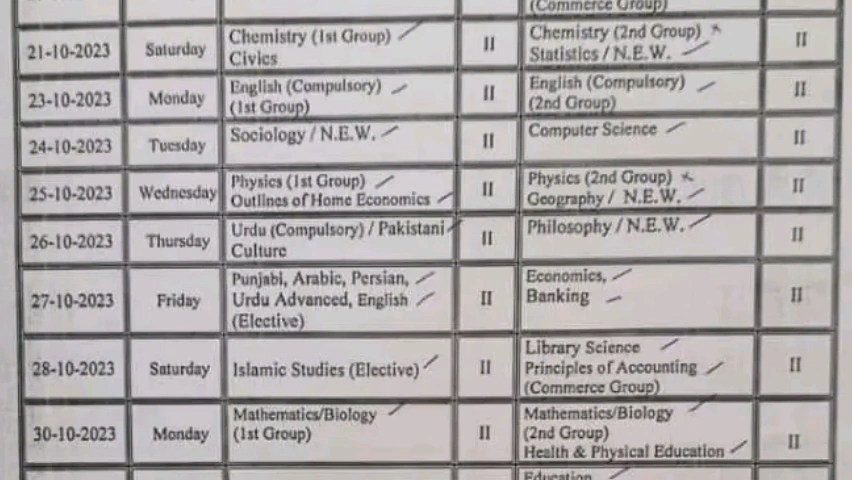 (Commerce Group)
21-10-2023 Saturday Chemistry (1st Group) II Chemistry (2nd Group) II
Civics Statistics / N.E.W.
23-10-2023 Monday English (Compulsory) II English (Compulsory) II
(1st Group) (2nd Group)
24-10-2023 Tuesday Sociology / N.E.W. II Computer Science II
25-10-2023 Wednesday Physics (1st Group) II Physics (2nd Group) II
Outlines of Home Economics Geography / N.E.W.
26-10-2023 Thursday Urdu (Compulsory) / Pakistani II Philosophy / N.E.W. II
Culture
27-10-2023 Friday Punjabi, Arabic, Persian, II Economics, II
Urdu Advanced, English Banking
(Elective)
28-10-2023 Saturday Islamic Studies (Elective) II Library Science II
Principles of Accounting
(Commerce Group)
30-10-2023 Monday Mathematics/Biology II Mathematics/Biology II
(1st Group) (2nd Group)
Health & Physical Education
Education